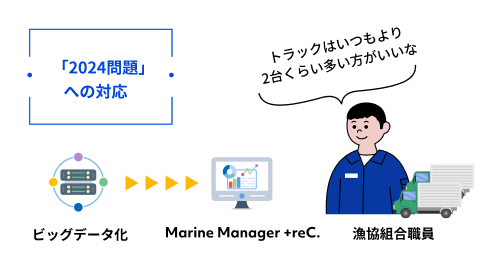 「2024問題」
への対応
トラックはいつもより
2台くらい多い方がいいな
ビッグデータ化
Marine Manager +reC.
漁協組合職員